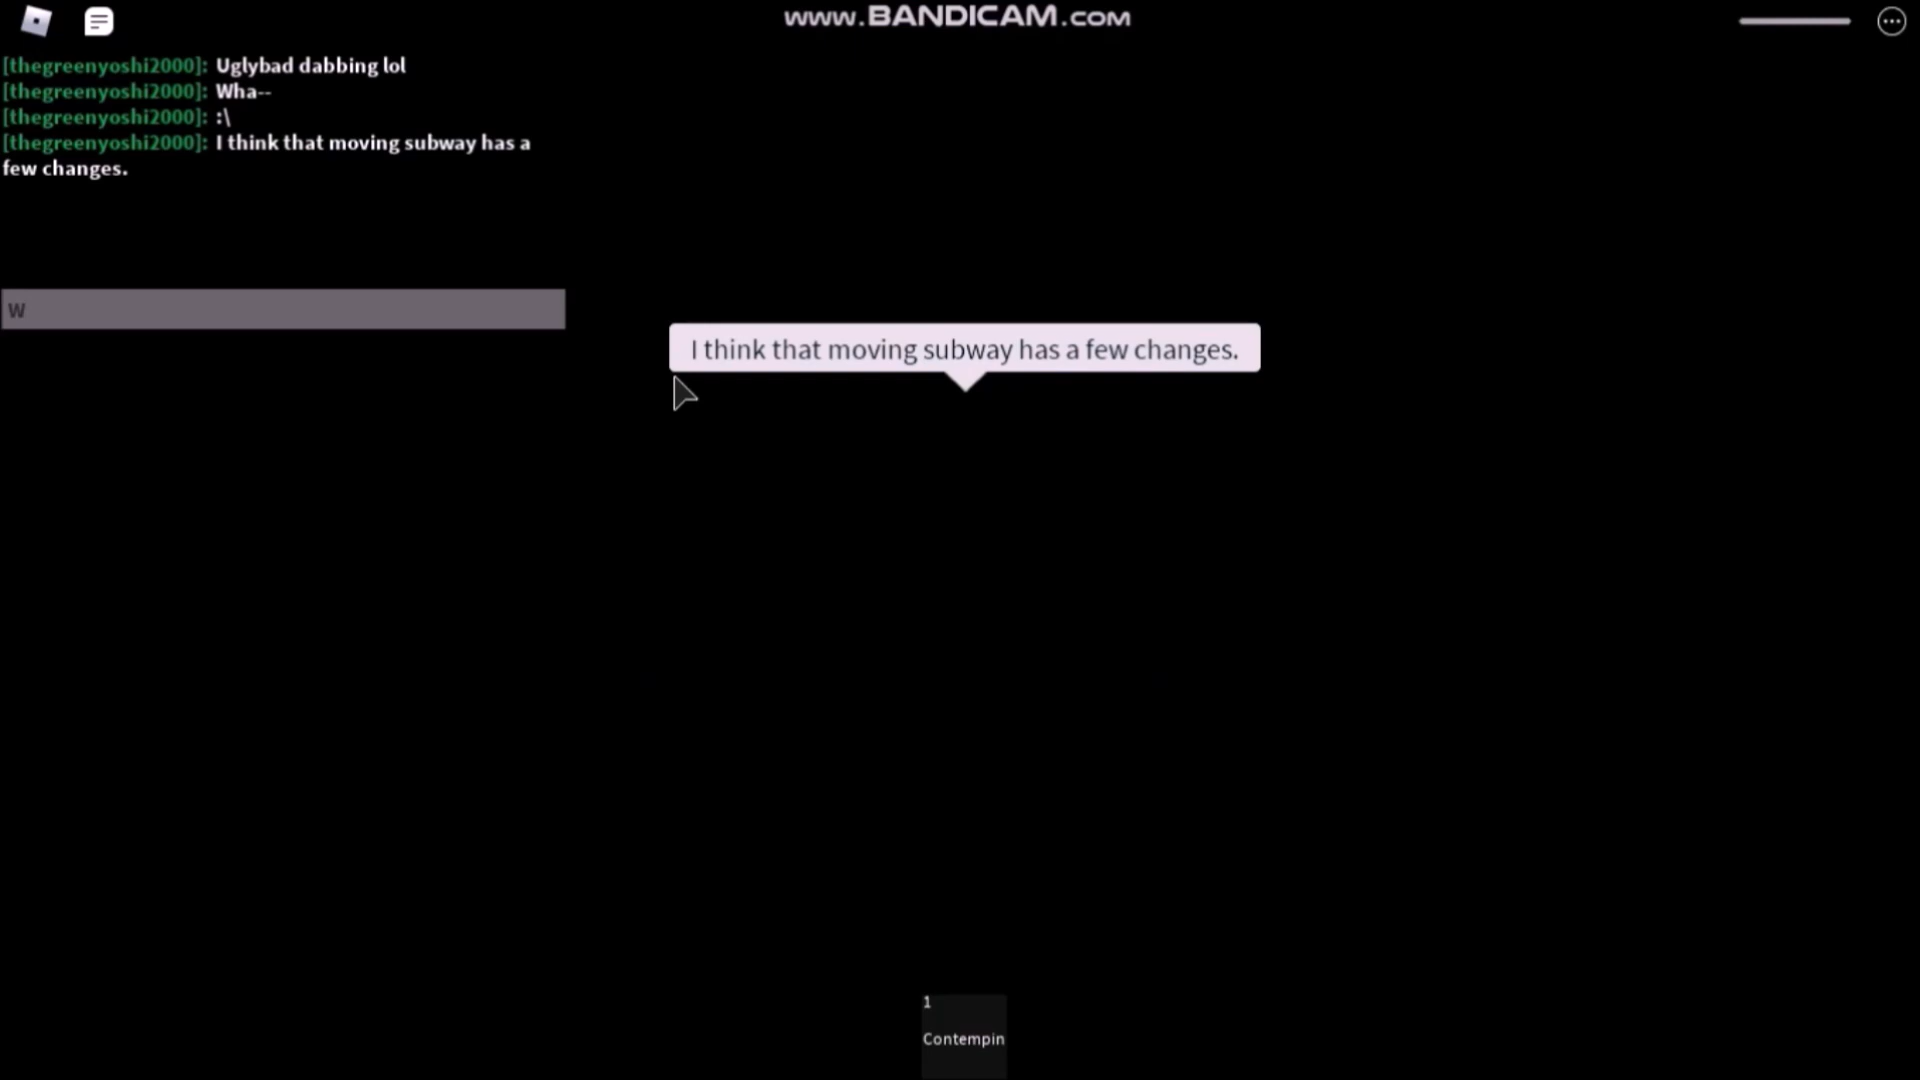 www.BANDICAM.com
[thegreenyoshi2000]: Uglybad dabbing lol
[thegreenyoshi2000]: Wha--
[thegreenyoshi2000]: :\
[thegreenyoshi2000]: I think that moving subway has a
few changes.
W
I think that moving subway has a few changes.
1
Contempin